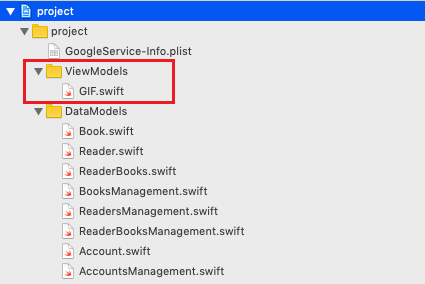 project
project
GoogleService-Info.plist
ViewModels
GIF.swift
DataModels
Book.swift
Reader.swift
ReaderBooks.swift
BooksManagement.swift
ReadersManagement.swift
ReaderBooksManagement.swift
Account.swift
AccountsManagement.swift